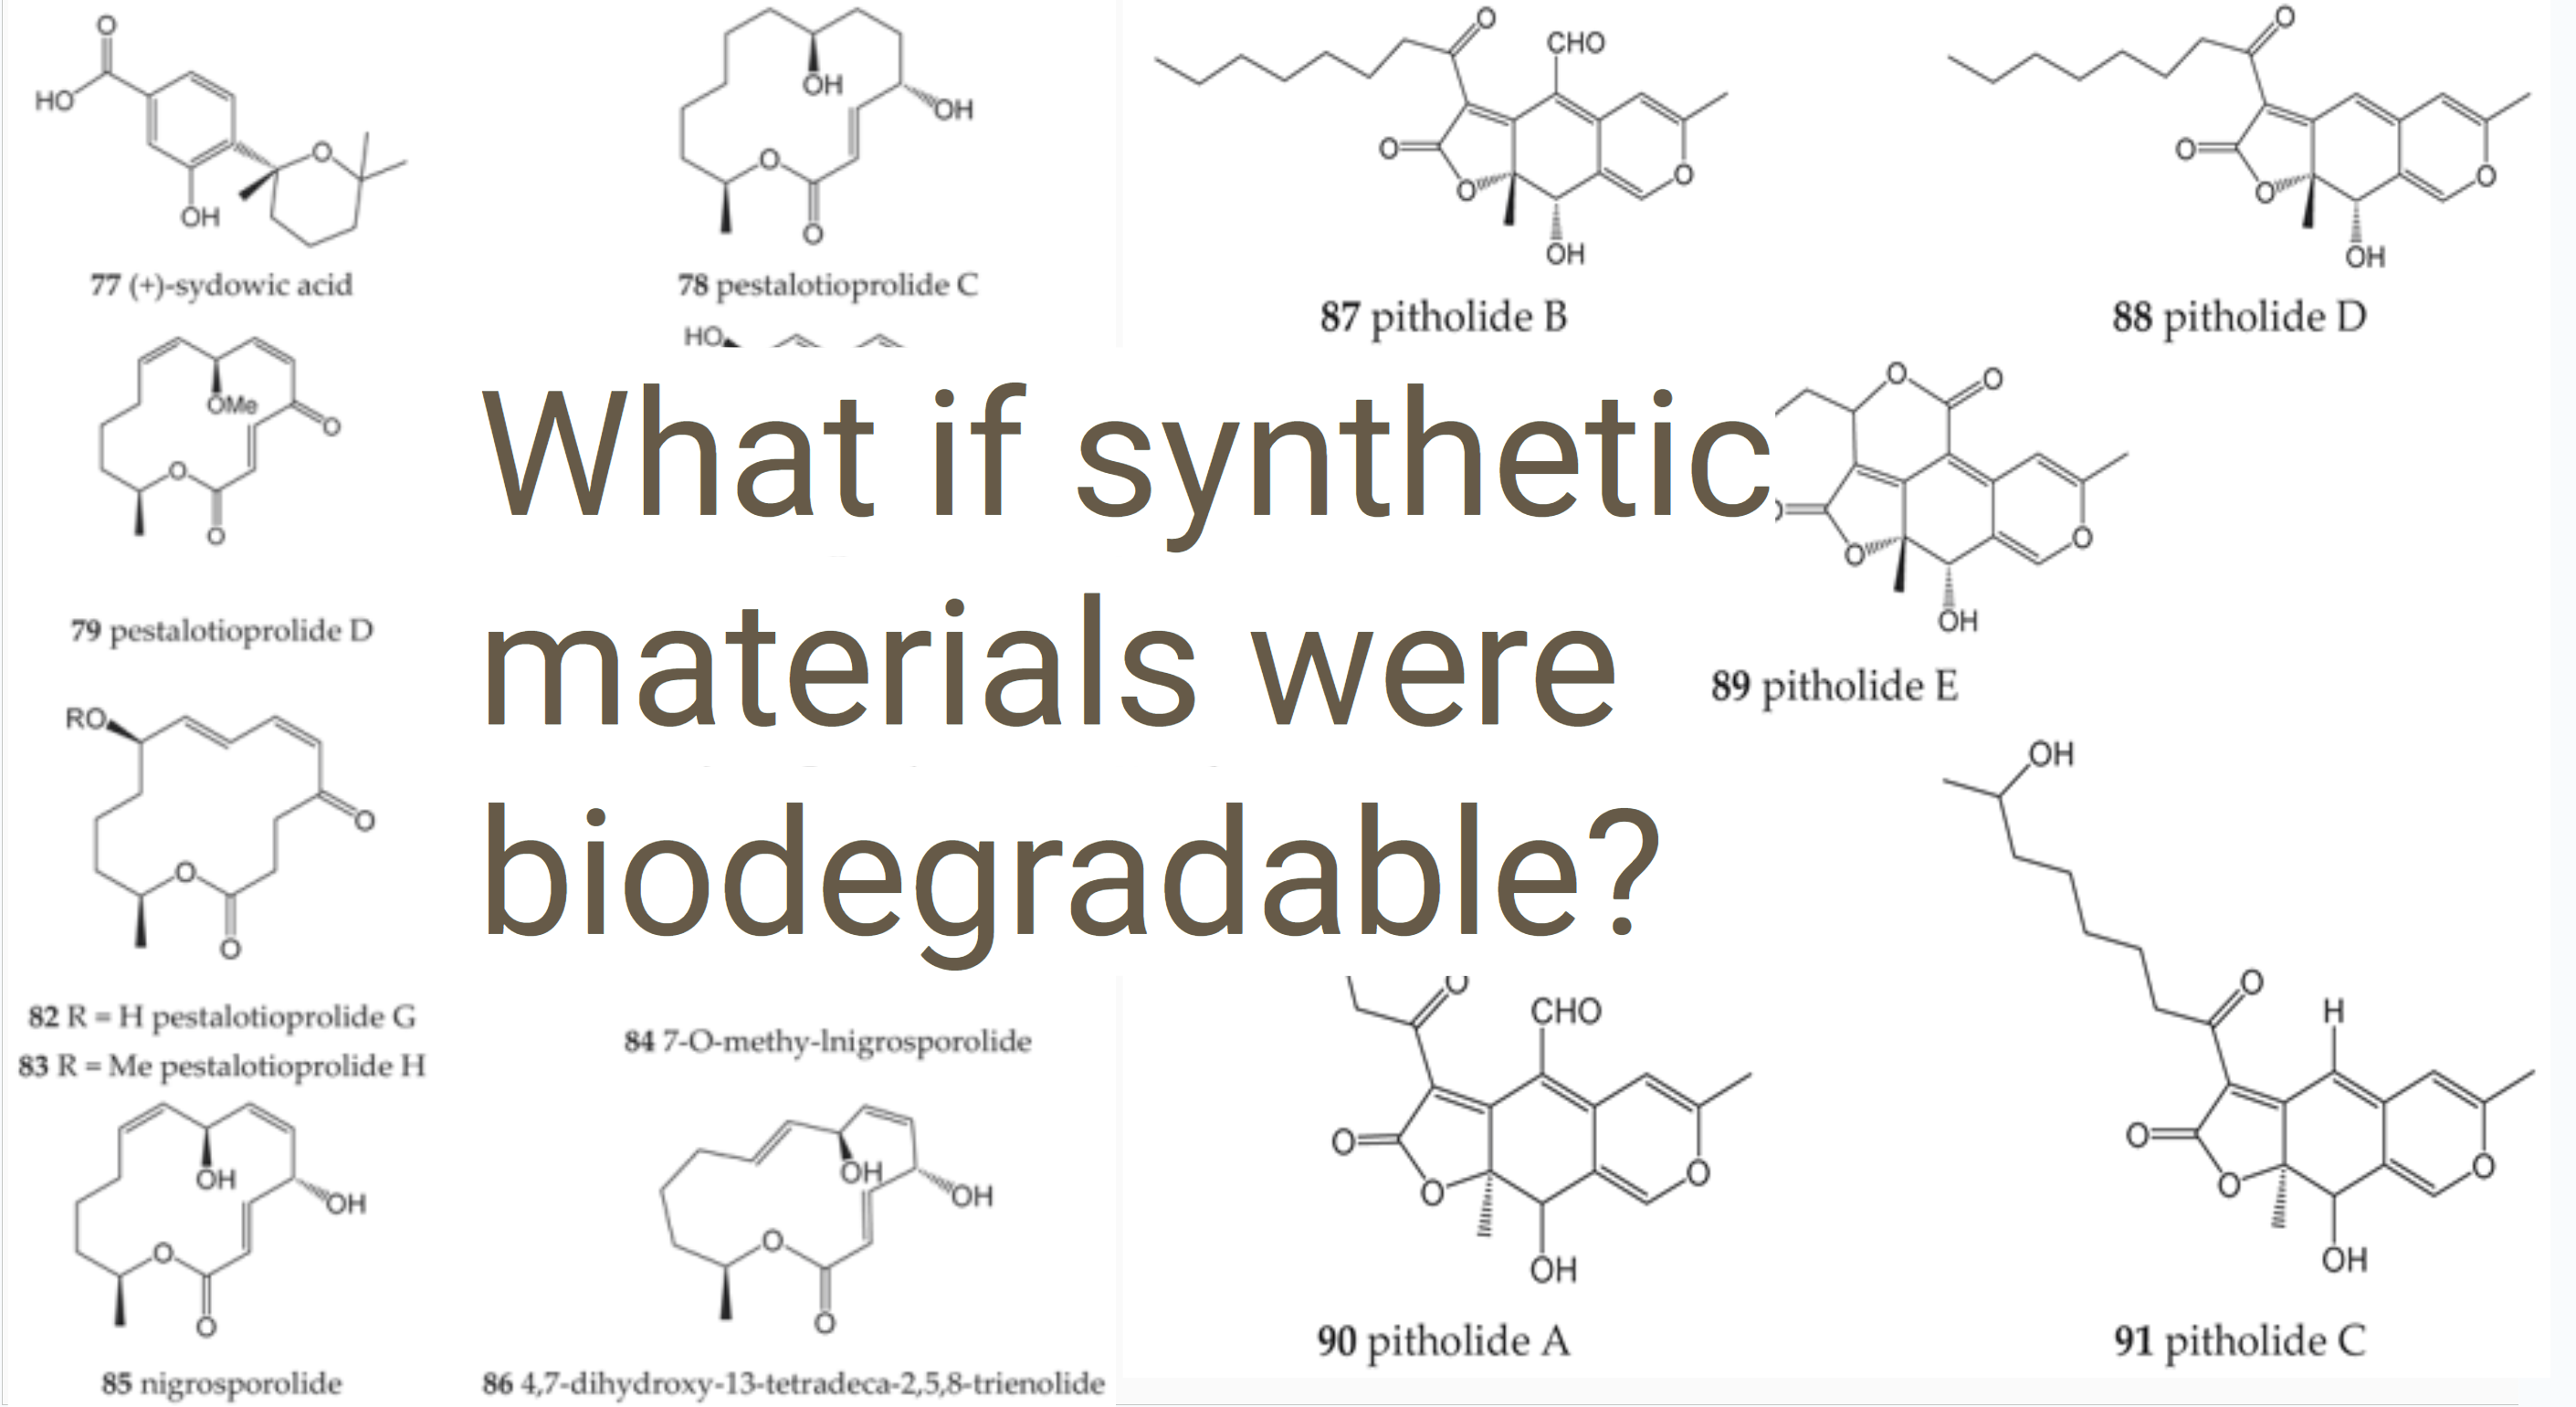 O
HO
OH
O
77 (+)-sydowic acid
OH
OH
O
O
78 pestalotioprolide C
O
CHO
O
O
O
OH
87 pitholide B
O
O
O
O
OH
88 pitholide D
OMe
O
O
O
79 pestalotioprolide D
HO
What if synthetic
materials were
biodegradable?
O
O
O
O
OH
89 pitholide E
RO
O
O
O
82 R = H pestalotioprolide G
83 R = Me pestalotioprolide H
84 7-O-methy-lnigrosporolide
OH
OH
O
O
85 nigrosporolide
OH
OH
O
O
86 4,7-dihydroxy-13-tetradeca-2,5,8-trienolide
O
CHO
O
O
O
OH
90 pitholide A
OH
O
H
O
O
O
OH
91 pitholide C